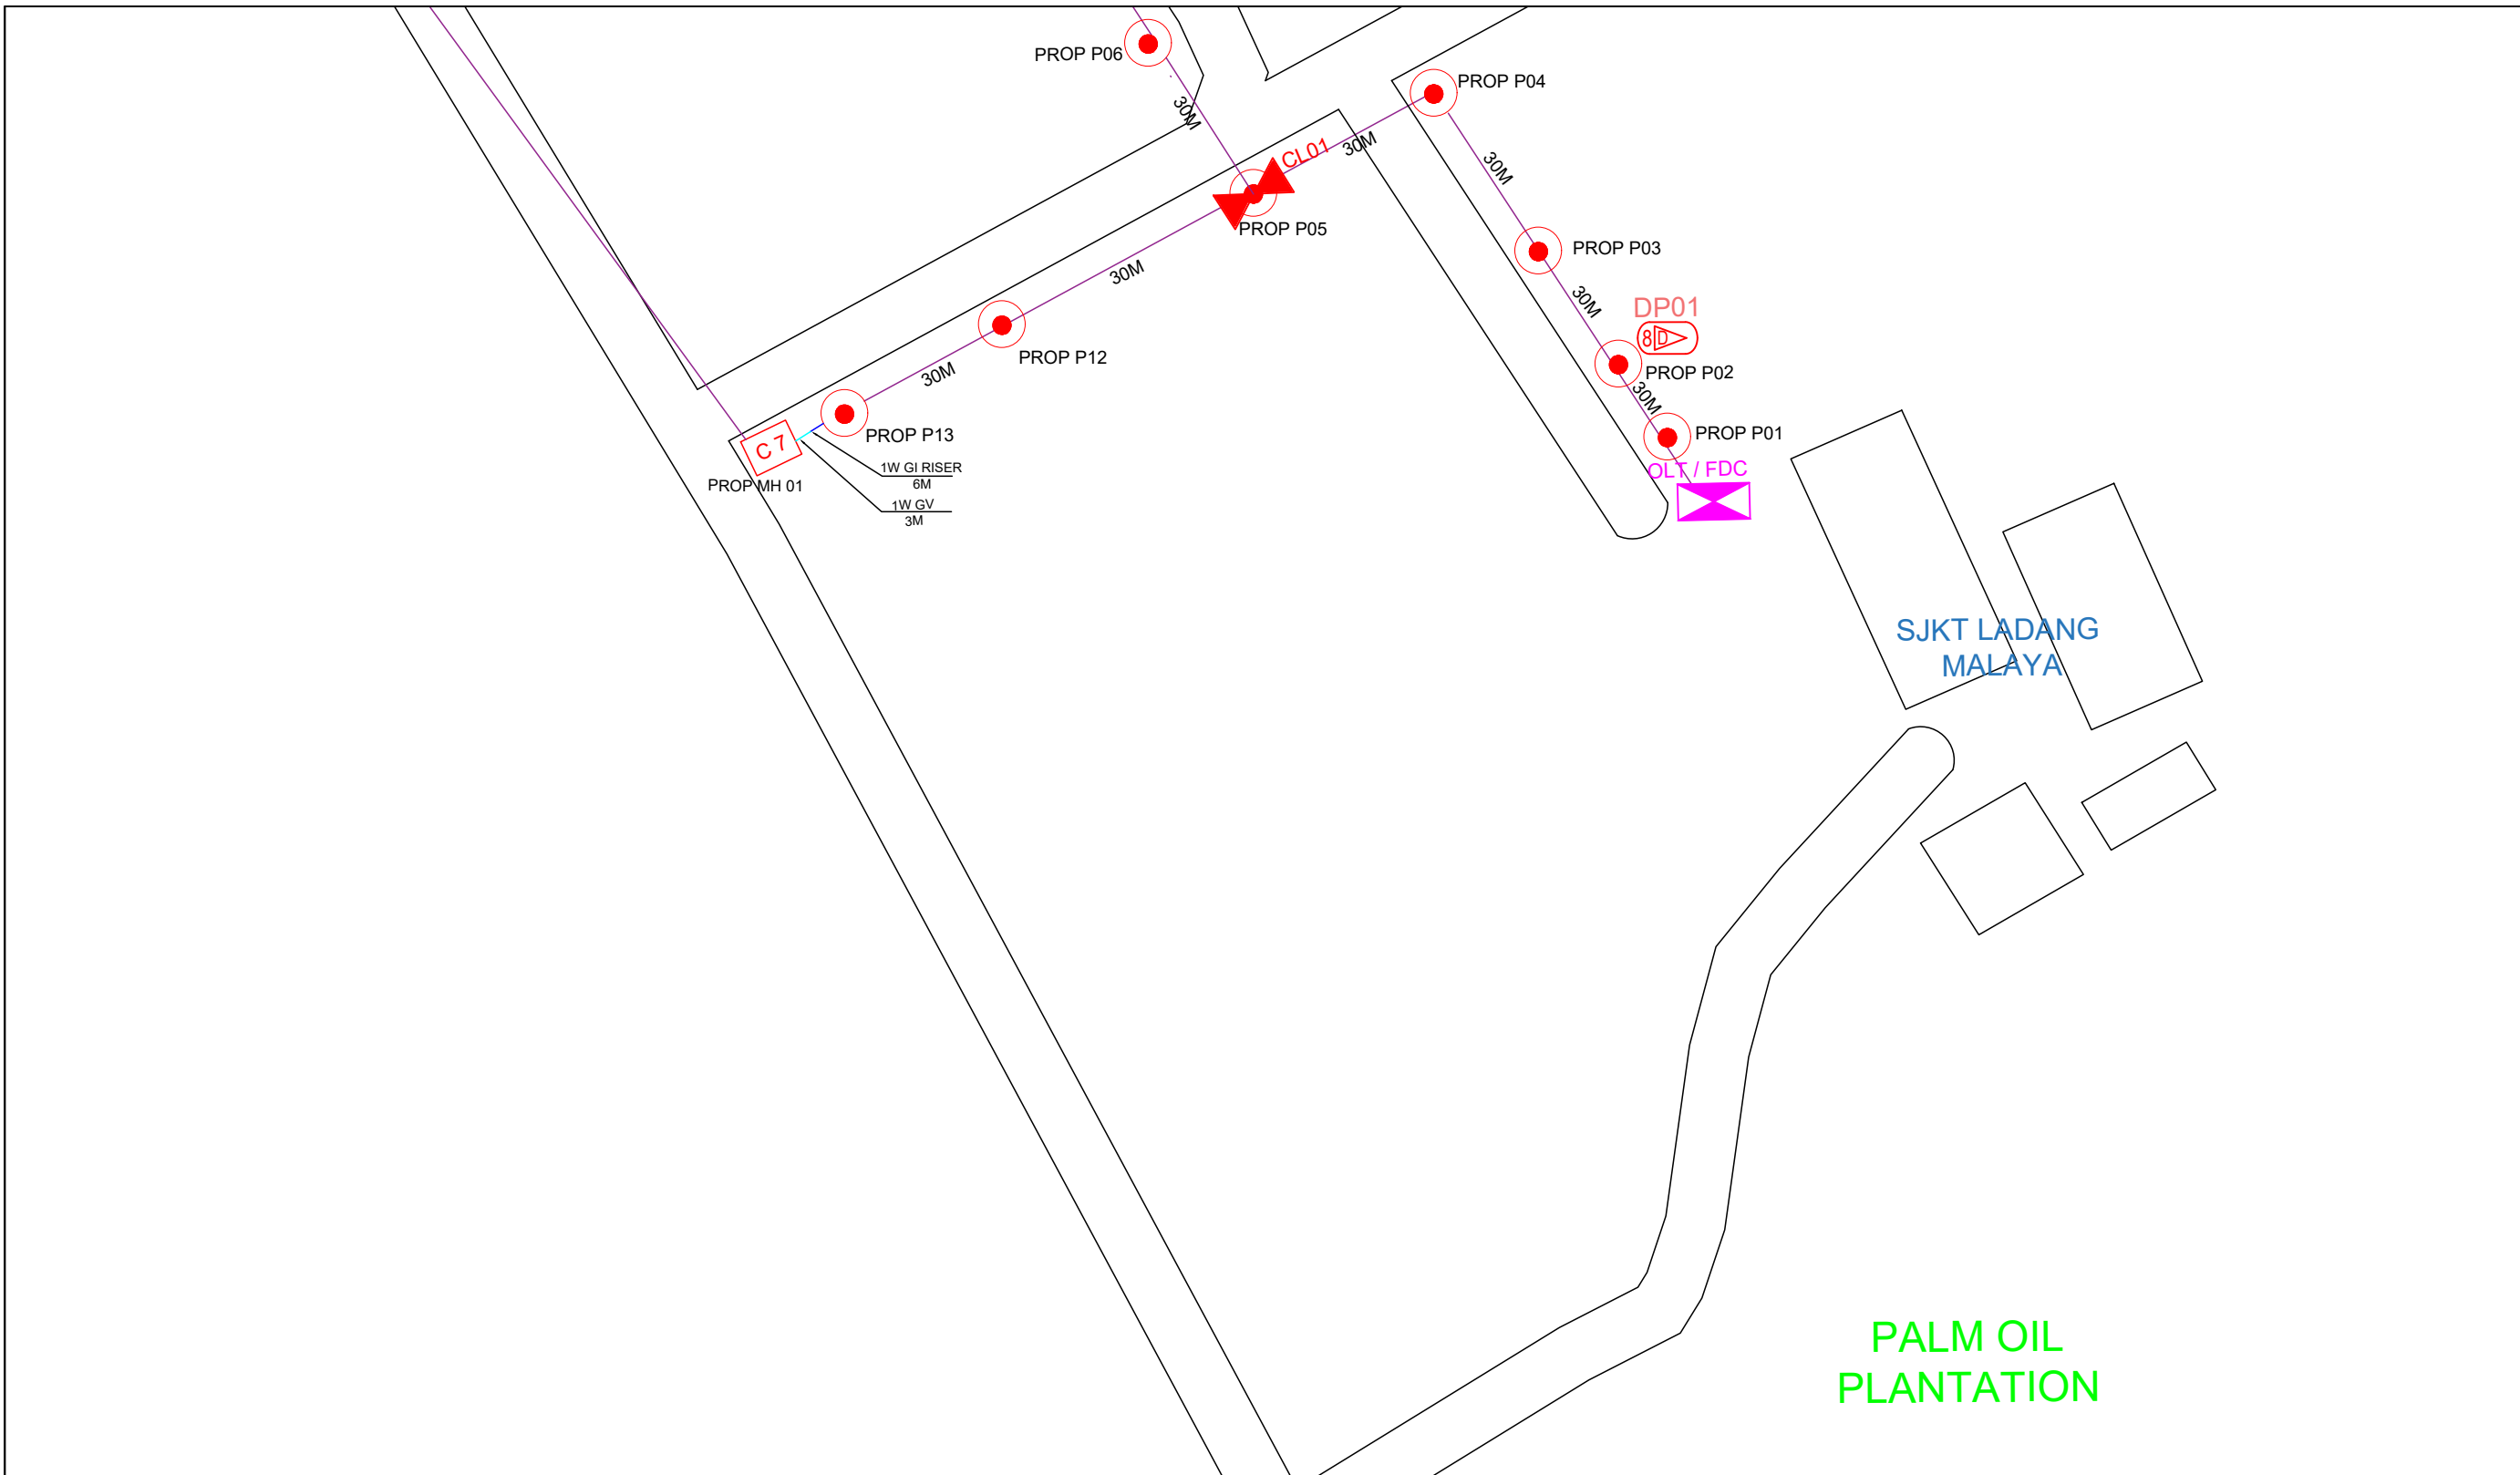 PROP P06
PROP P04
30M
CL01
30M
30M
PROP P05
PROP P03
30M
30M
DP01
8 D
PROP P12
PROP P02
30M
30M
PROP P13
PROP P01
C 7
OLT / FDC
1W GI RISER
6M
PROP MH 01
1W GV
3M
SJKT LADANG
MALAYA
PALM OIL
PLANTATION